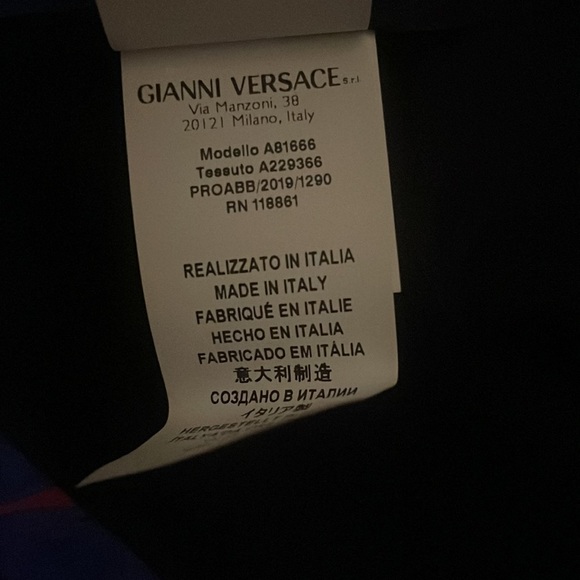 GIANNI VERSACE s.r.l.
Via Manzoni, 38
20121 Milano, Italy
Modello A81666
Tessuto A229366
PROABB/2019/1290
RN 118861
REALIZZATO IN ITALIA
MADE IN ITALY
FABRIQUÉ EN ITALIE
HECHO EN ITALIA
FABRICADO EM ITÀLIA
意大利制造
СОЗДАНО В ИТАЛИИ
イタリア製
HERGESTELLT